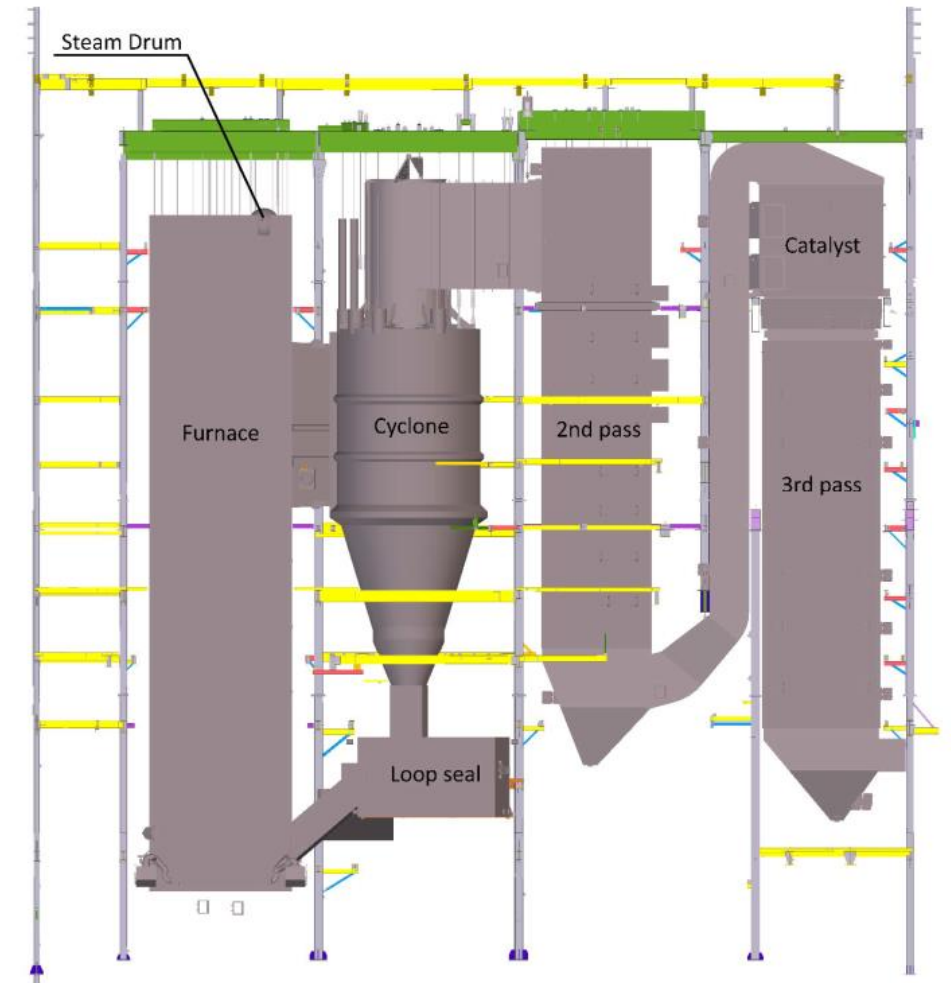 Steam Drum
Catalyst
Furnace
Cyclone
2nd pass
3rd pass
Loop seal